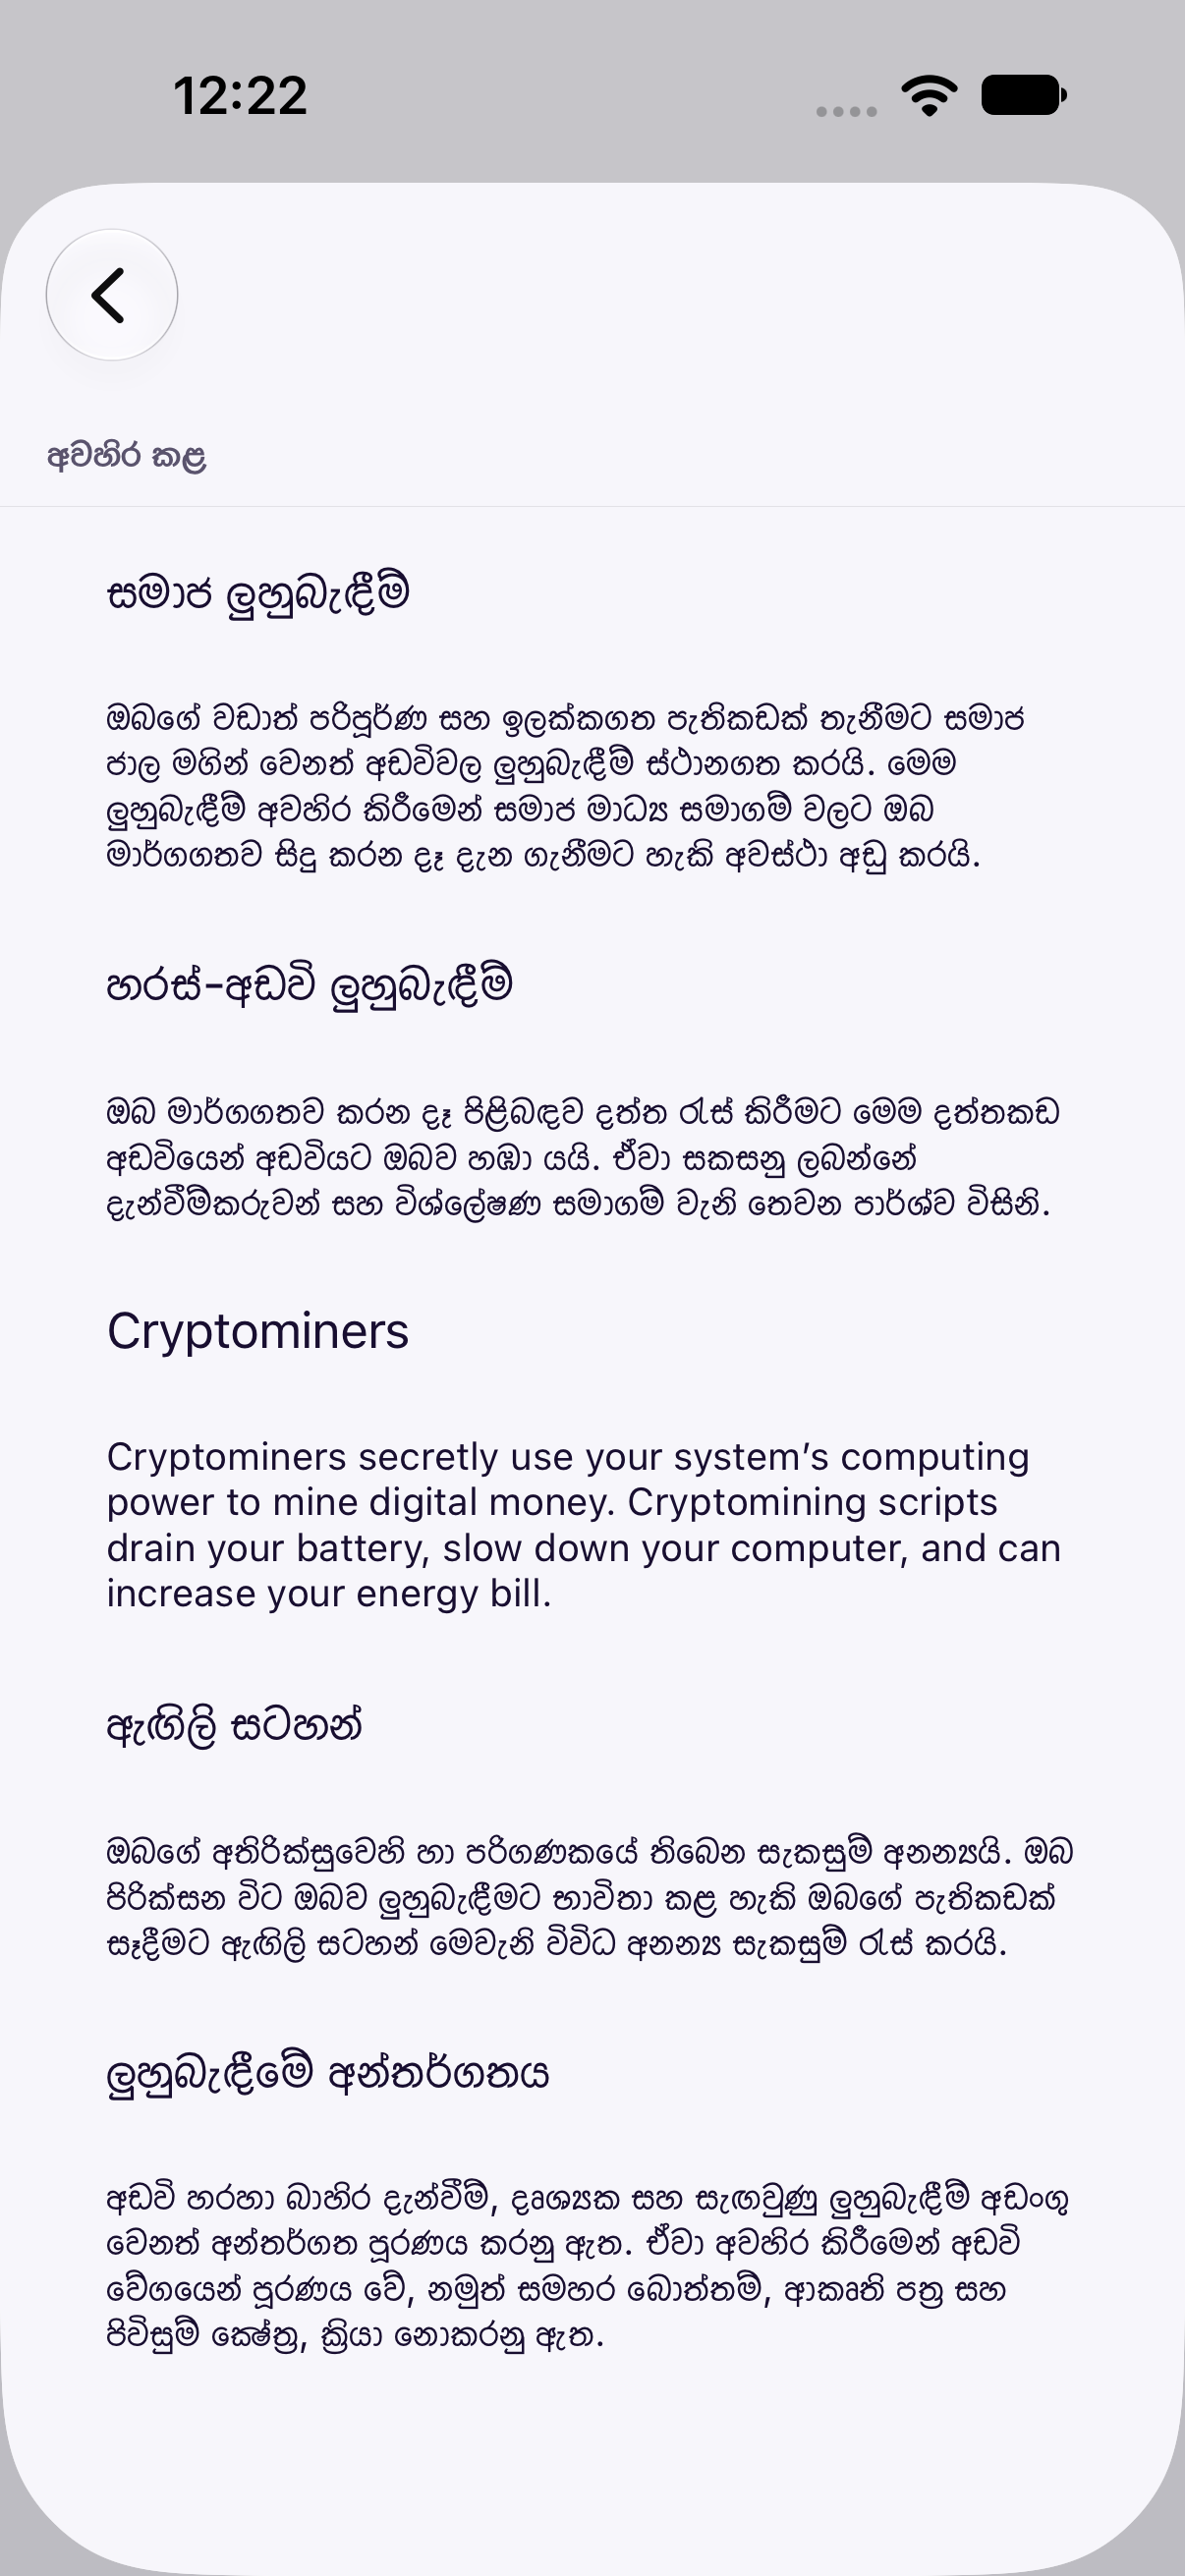 12:22
අවහිර කළ
සමාජ ලුහුබැඳීම්
ඔබගේ වඩාත් පරිපූර්ණ සහ ඉලක්කගත පැතිකඩක් තැනීමට සමාජ
ජාල මගින් වෙනත් අඩවිවල ලුහුබැඳීම් ස්ථානගත කරයි. මෙම
ලුහුබැඳීම් අවහිර කිරීමෙන් සමාජ මාධ්‍ය සමාගම් වලට ඔබ
මාර්ගගතව සිදු කරන දෑ දැන ගැනීමට හැකි අවස්ථා අඩු කරයි.
හරස්-අඩවි ලුහුබැඳීම්
ඔබ මාර්ගගතව කරන දෑ පිළිබඳව දත්ත රැස් කිරීමට මෙම දත්තකඩ
අඩවියෙන් අඩවියට ඔබව හඹා යයි. ඒවා සකසනු ලබන්නේ
දැන්වීම්කරුවන් සහ විශ්ලේෂණ සමාගම් වැනි තෙවන පාර්ශ්ව විසිනි.
Cryptominers
Cryptominers secretly use your system’s computing
power to mine digital money. Cryptomining scripts
drain your battery, slow down your computer, and can
increase your energy bill.
ඇඟිලි සටහන්
ඔබගේ අතිරික්සුවෙහි හා පරිගණකයේ තිබෙන සැකසුම් අනන්‍යයි. ඔබ
පිරික්සන විට ඔබව ලුහුබැඳීමට භාවිතා කළ හැකි ඔබගේ පැතිකඩක්
සෑදීමට ඇඟිලි සටහන් මෙවැනි විවිධ අනන්‍ය සැකසුම් රැස් කරයි.
ලුහුබැඳීමේ අන්තර්ගතය
අඩවි හරහා බාහිර දැන්වීම්, දෘශ්‍යක සහ සැඟවුණු ලුහුබැඳීම් අඩංගු
වෙනත් අන්තර්ගත පූරණය කරනු ඇත. ඒවා අවහිර කිරීමෙන් අඩවි
වේගයෙන් පූරණය වේ, නමුත් සමහර බොත්තම්, ආකෘති පත්‍ර සහ
පිවිසුම් ක්‍ෂේත්‍ර, ක්‍රියා නොකරනු ඇත.